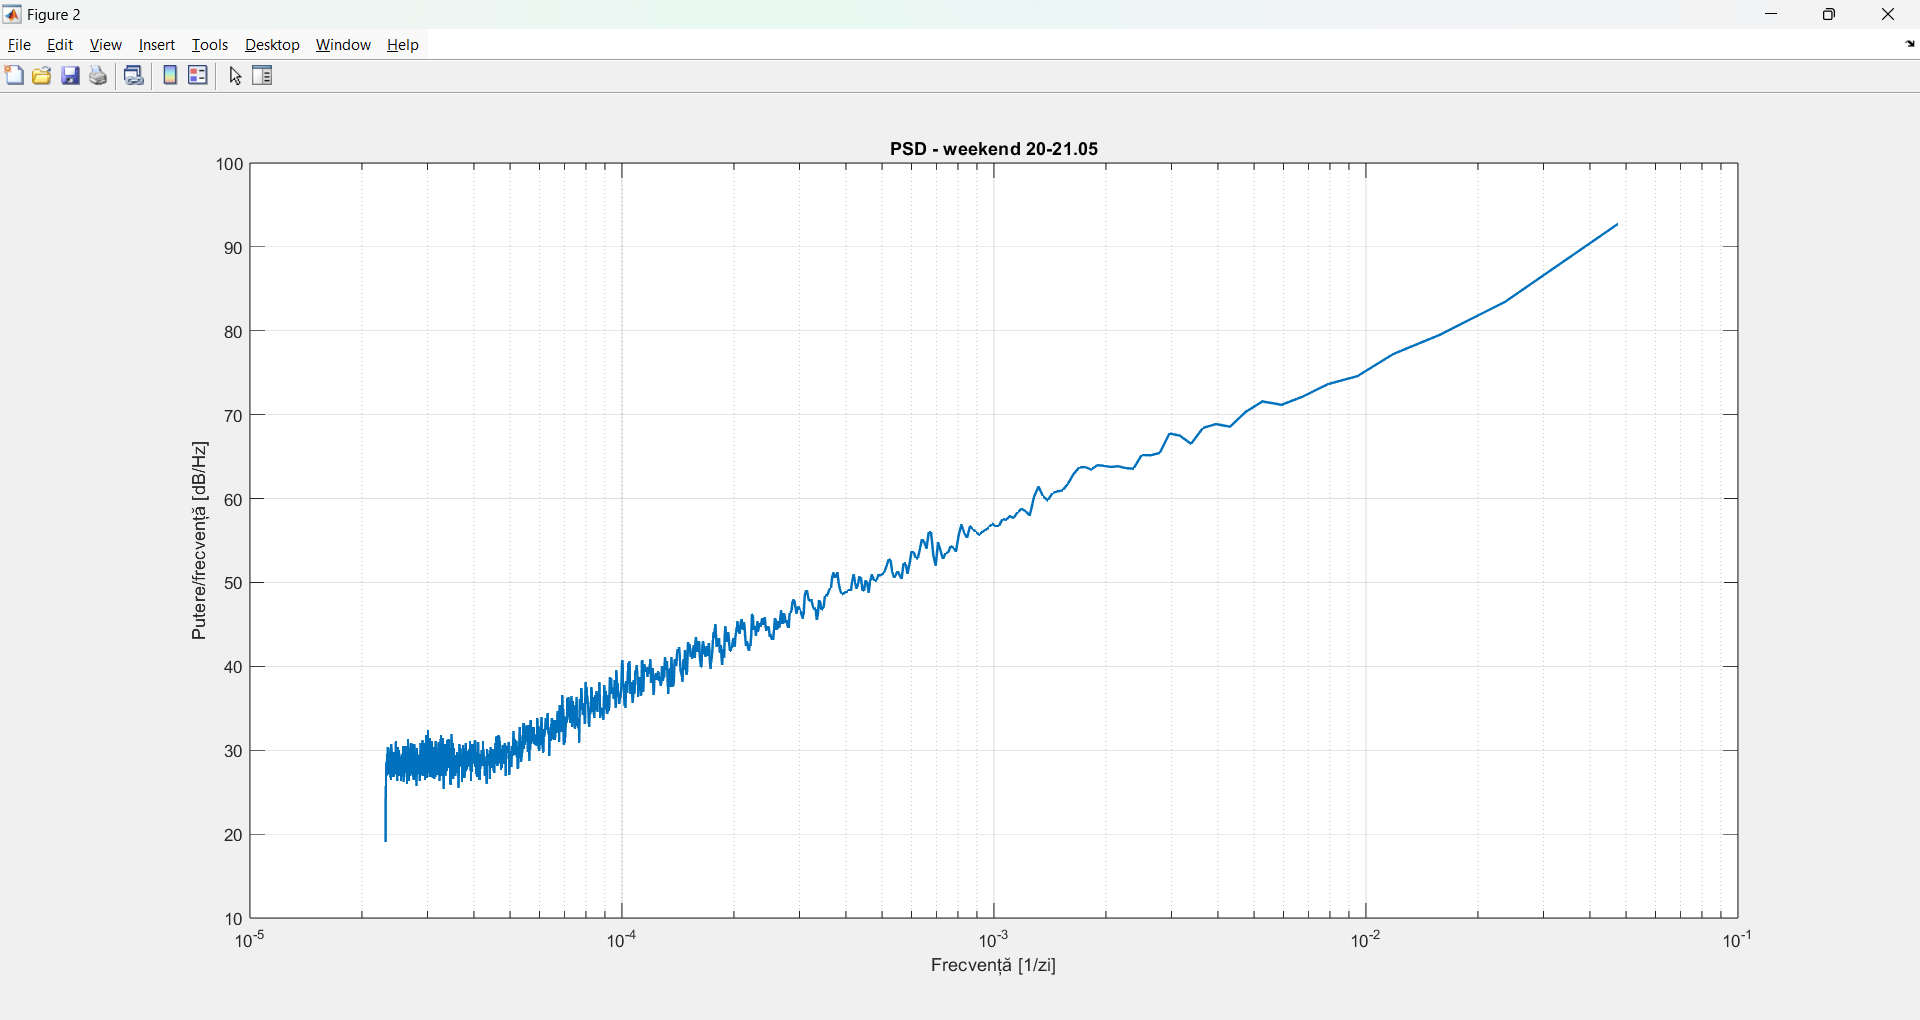 Figure 2
File Edit View Insert Tools Desktop Window Help
PSD - weekend 20-21.05
100
90
80
70
60
50
40
30
20
10
Putere/frecvență [dB/Hz]
10-5 10-4 10-3 10-2 10-1
Frecvență [1/zi]